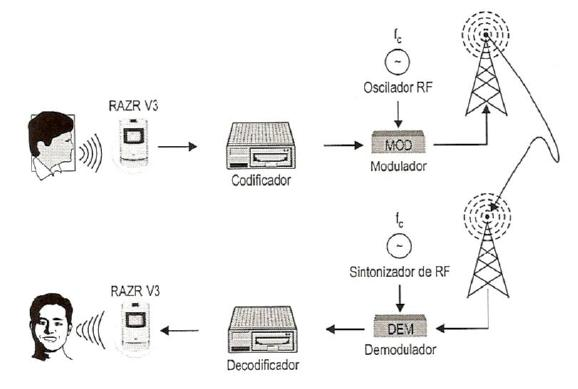 f_c
~
Oscilador RF
RAZR V3
MOD
Codificador
Modulador
f_c
~
Sintonizador de RF
RAZR V3
DEM
Decodificador
Demodulador